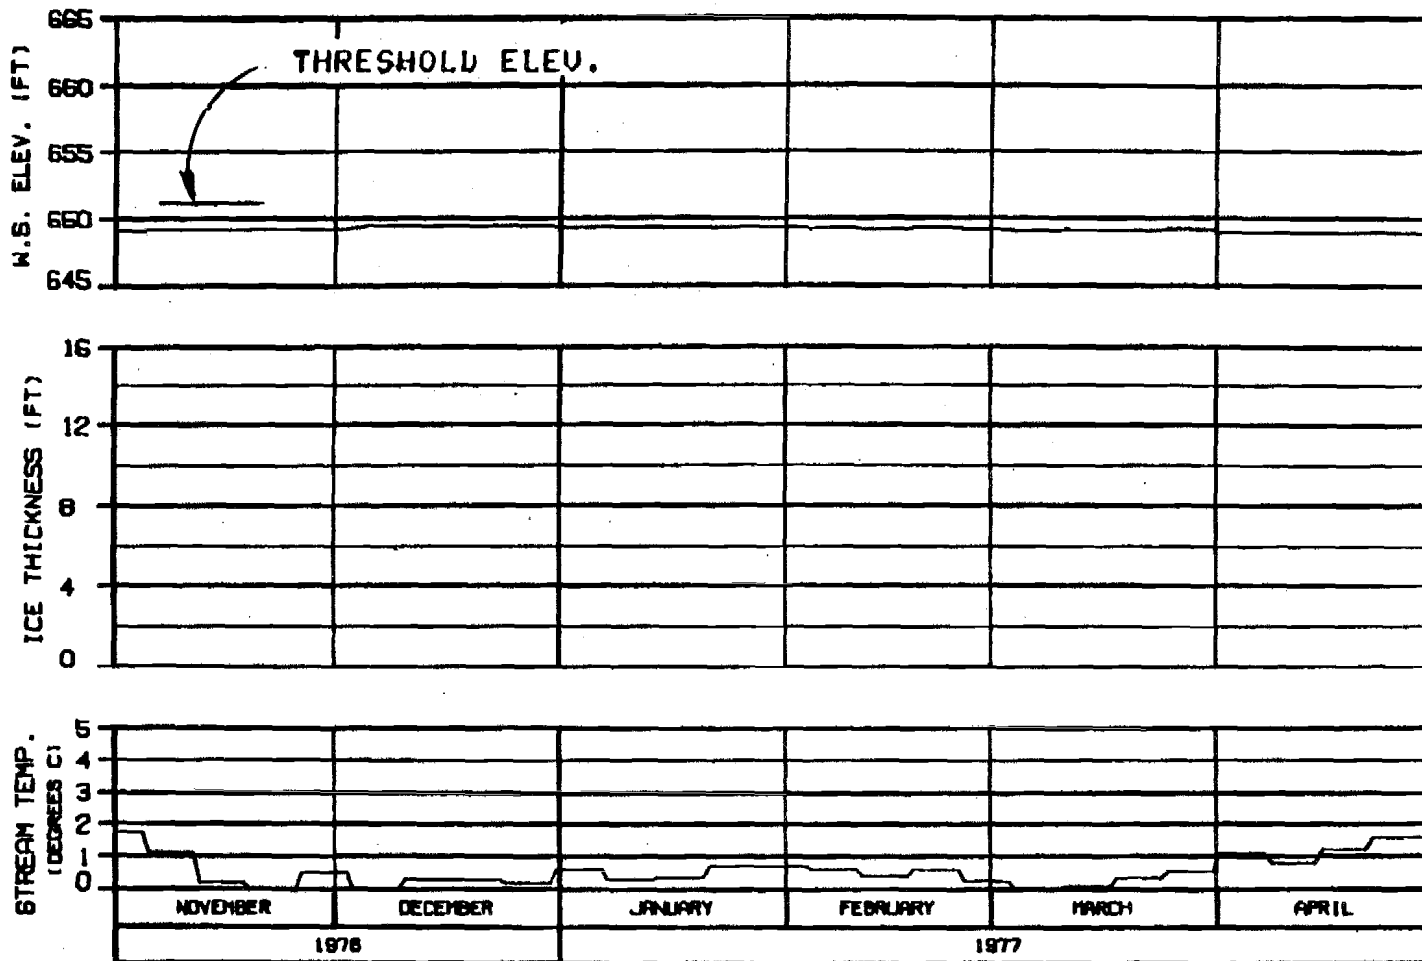 W.S. ELEV. (FT)
665
660
655
650
645
THRESHOLD ELEV.
ICE THICKNESS (FT)
16
12
8
4
0
STREAM TEMP.
(DEGREES C)
5
4
3
2
1
0
NOVEMBER DECEMBER JANUARY FEBRUARY MARCH APRIL
1976 1977